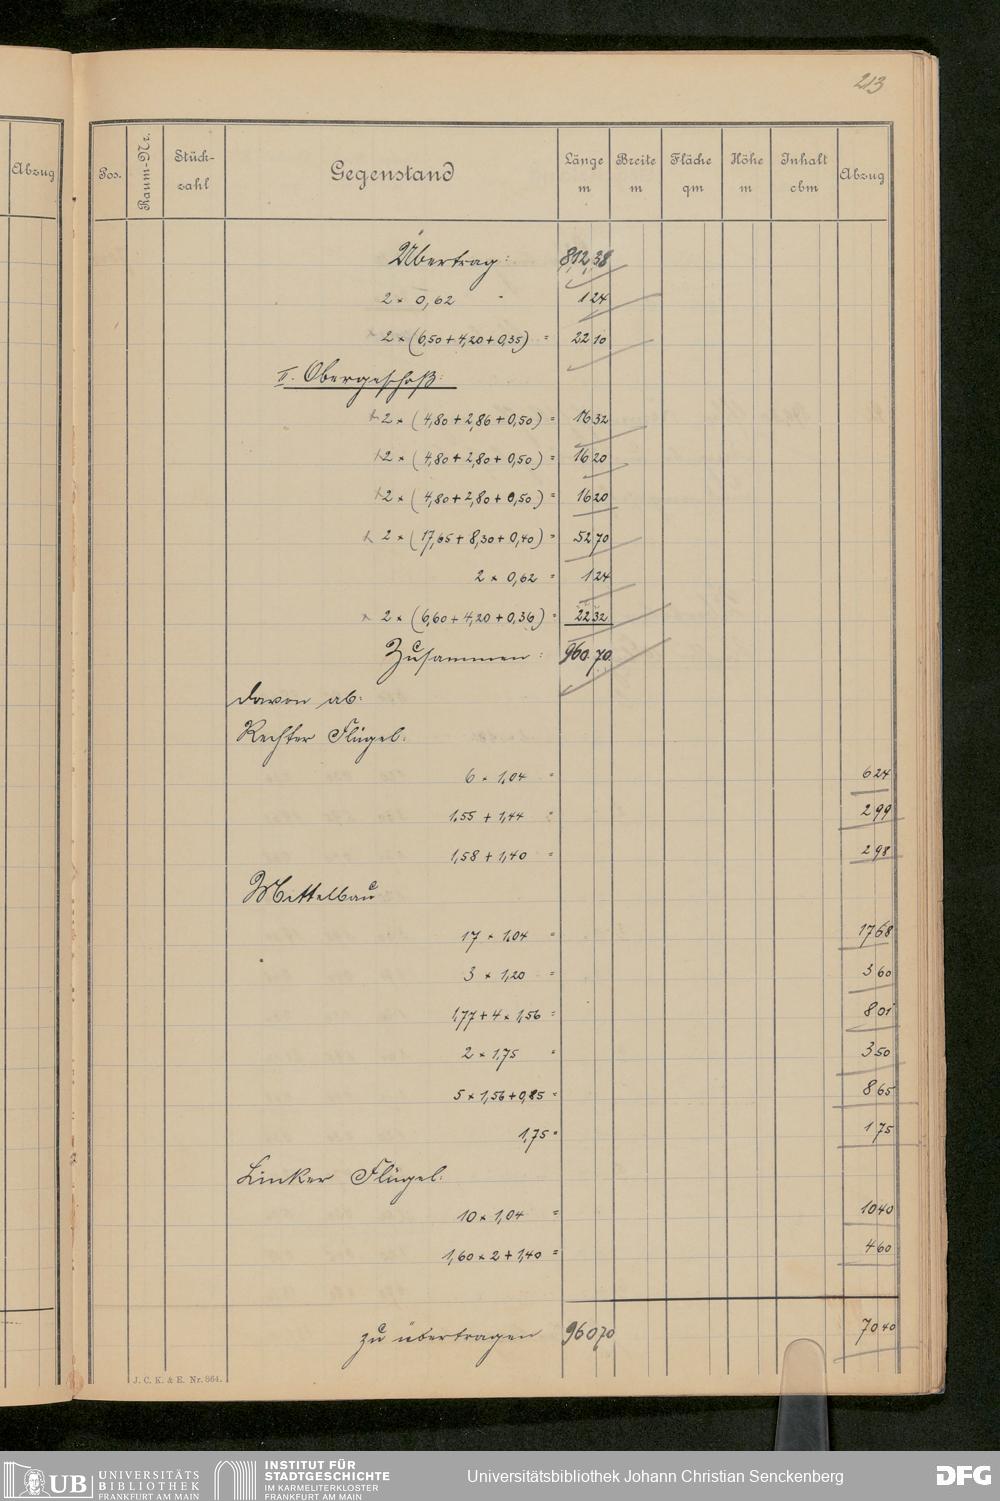 213
Abzug
Pos. Raum-Nr. Stück-zahl Gegenstand Länge m Breite m Fläche qm Höhe m Inhalt cbm Abzug
Übertrag: 812,38
2 × 0,62 " 1 24
2 × (6,50 + 4,20 + 0,35) = 22 10
II. Obergeschoß:
2 × (4,80 + 2,86 + 0,50) = 16 32
2 × (4,80 + 2,80 + 0,50) = 16 20
2 × (4,80 + 2,80 + 0,50) = 16 20
2 × (17,65 + 8,30 + 0,40) = 52 70
2 × 0,62 = 1 24
2 × (6,60 + 4,20 + 0,36) = 22 32
Zusammen: 960 70
davon ab:
Rechter Flügel:
6 × 1,04 = 6 24
1,55 + 1,44 = 2 99
1,58 + 1,40 = 2 98
Mittelbau
17 × 1,04 = 17 68
3 × 1,20 = 3 60
1,77 + 4 × 1,56 = 8 01
2 × 1,75 = 3 50
5 × 1,56 + 0,85 = 8 65
1,75 = 1 75
Linker Flügel:
10 × 1,04 = 10 40
1,60 × 2 + 1,40 = 4 60
zu übertragen 960 70 70 40
J. C. K. & E. Nr. 864.
UB UNIVERSITÄTS BIBLIOTHEK FRANKFURT AM MAIN
INSTITUT FÜR STADTGESCHICHTE IM KARMELITERKLOSTER FRANKFURT AM MAIN
Universitätsbibliothek Johann Christian Senckenberg
DFG